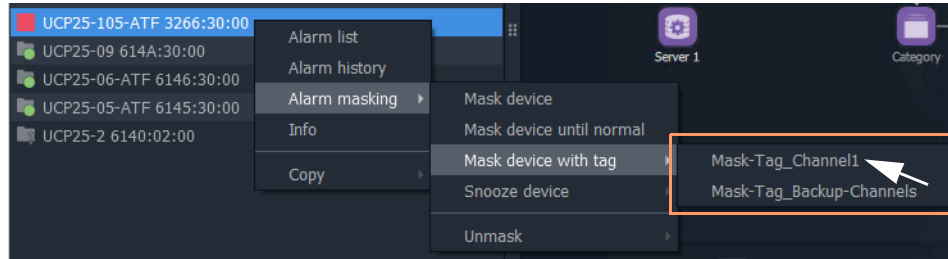 UCP25-105-ATF 3266:30:00
UCP25-09 614A:30:00
UCP25-06-ATF 6146:30:00
UCP25-05-ATF 6145:30:00
UCP25-2 6140:02:00
Alarm list
Alarm history
Alarm masking
Info
Copy
Mask device
Mask device until normal
Mask device with tag
Snooze device
Unmask
Mask-Tag_Channel1
Mask-Tag_Backup-Channels
Server 1
Category